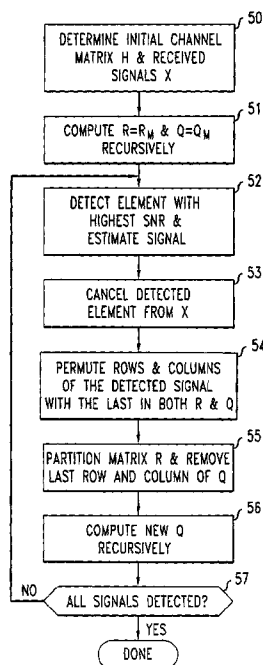 50
DETERMINE INITIAL CHANNEL
MATRIX H & RECEIVED
SIGNALS X
51
COMPUTE R=R_M & Q=Q_M
RECURSIVELY
52
DETECT ELEMENT WITH
HIGHEST SNR &
ESTIMATE SIGNAL
53
CANCEL DETECTED
ELEMENT FROM X
54
PERMUTE ROWS & COLUMNS
OF THE DETECTED SIGNAL
WITH THE LAST IN BOTH R & Q
55
PARTITION MATRIX R & REMOVE
LAST ROW AND COLUMN OF Q
56
COMPUTE NEW Q
RECURSIVELY
57
NO
ALL SIGNALS DETECTED?
YES
DONE